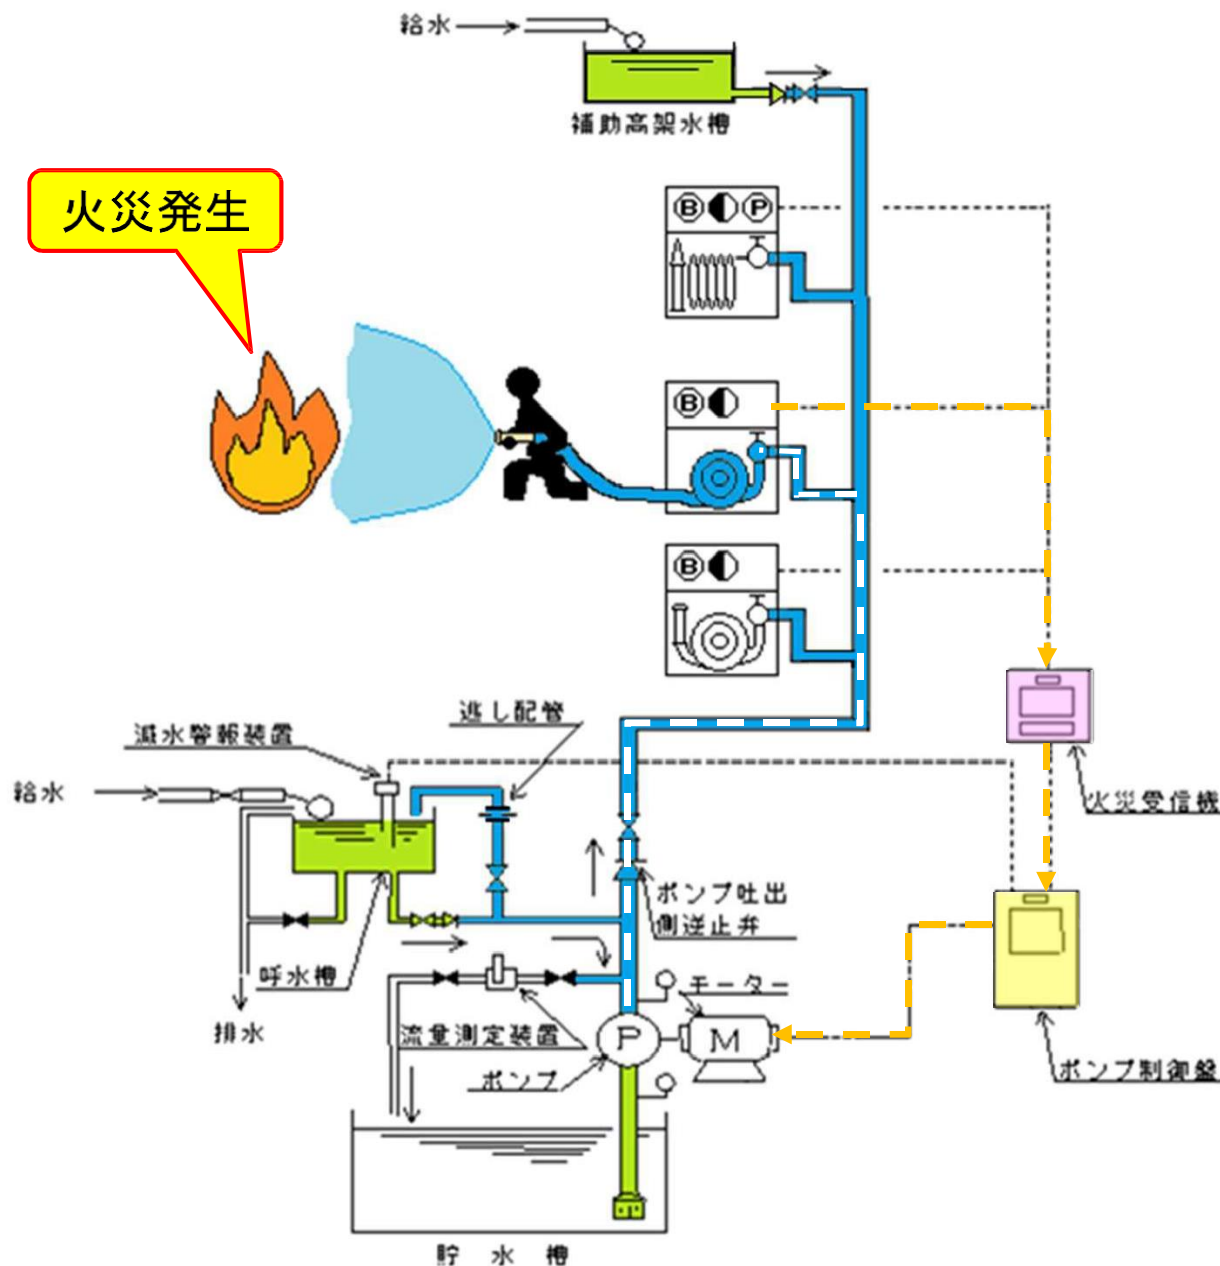 給水
補助高架水槽
火災発生
B P
B
B
逃し配管
減水警報装置
給水
火災受信機
ポンプ吐出
側逆止弁
呼水槽
モーター
排水
流量測定装置
P
M
ポンプ
ポンプ制御盤
貯水槽